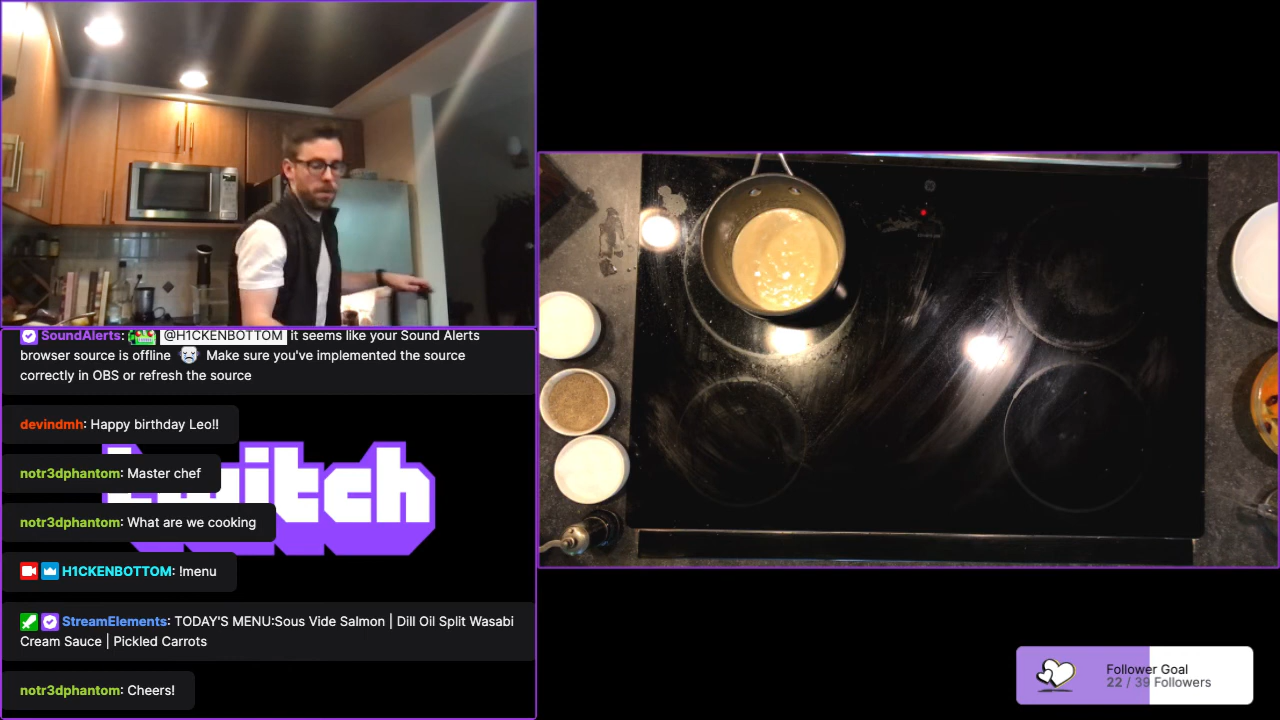 SoundAlerts: @H1CKENBOTTOM it seems like your Sound Alerts
browser source is offline Make sure you've implemented the source
correctly in OBS or refresh the source
devindmh: Happy birthday Leo!!
notr3dphantom: Master chef
notr3dphantom: What are we cooking
twitch
H1CKENBOTTOM: !menu
StreamElements: TODAY'S MENU:Sous Vide Salmon | Dill Oil Split Wasabi
Cream Sauce | Pickled Carrots
notr3dphantom: Cheers!
Follower Goal
22 / 39 Followers